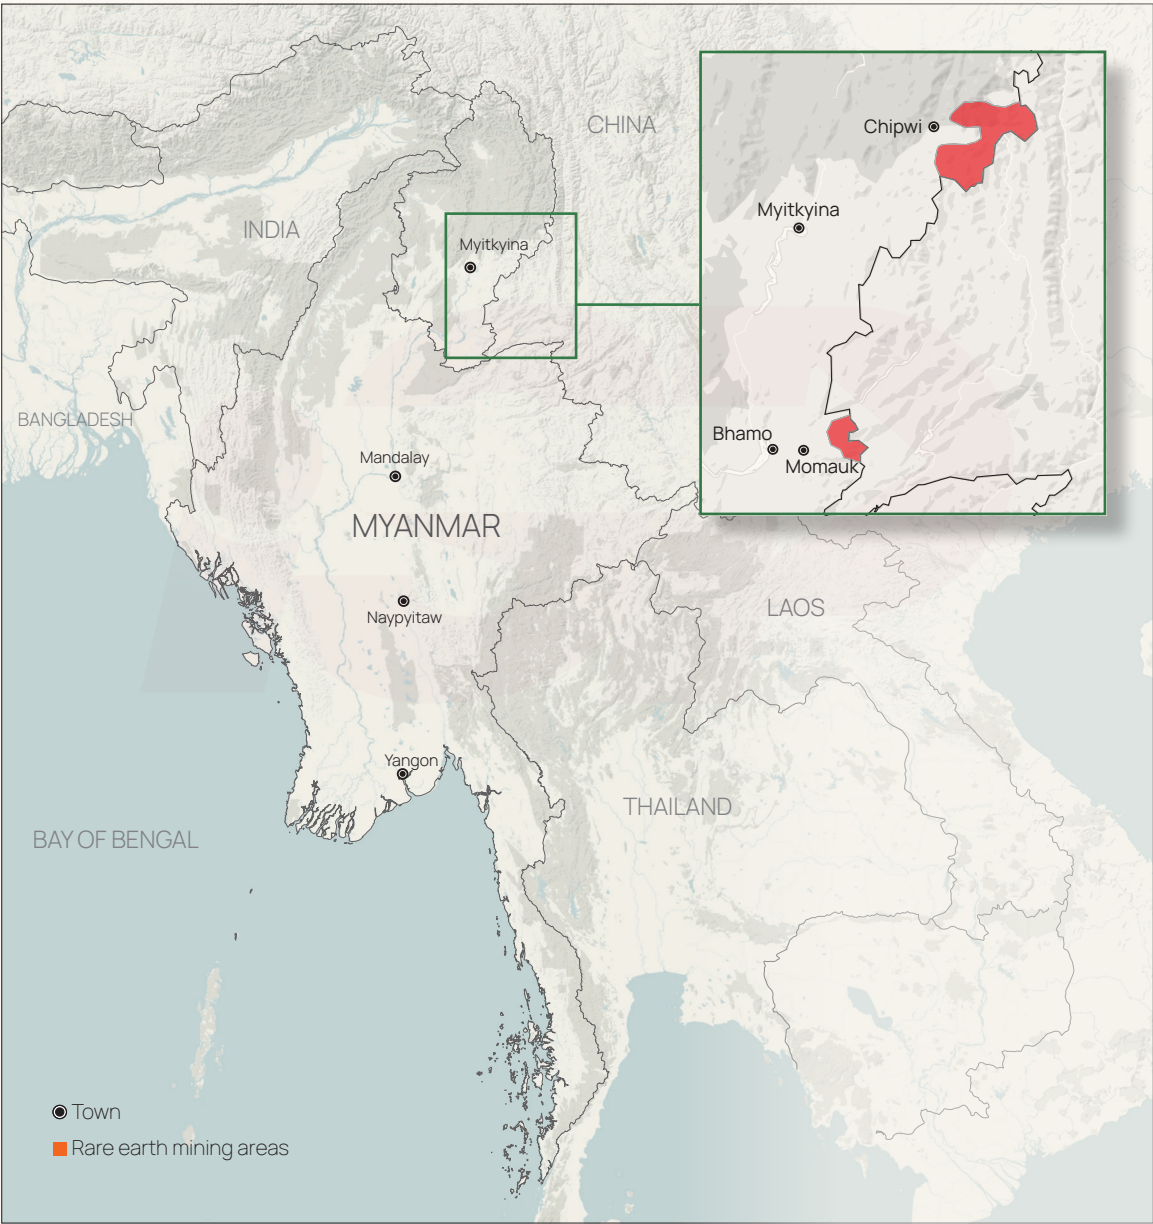 CHINA
Chipwi
Myitkyina
INDIA
Myitkyina
BANGLADESH
Bhamo
Momauk
Mandalay
MYANMAR
Naypyitaw
LAOS
Yangon
THAILAND
BAY OF BENGAL
Town
Rare earth mining areas